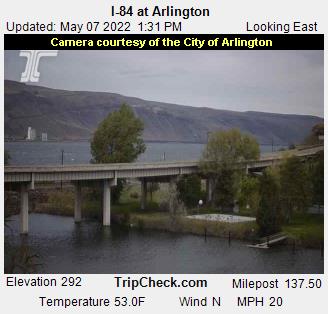 I-84 at Arlington
Updated: May 07 2022 1:31 PM Looking East
Camera courtesy of the City of Arlington
Elevation 292 TripCheck.com Milepost 137.50
Temperature 53.0F Wind N MPH 20